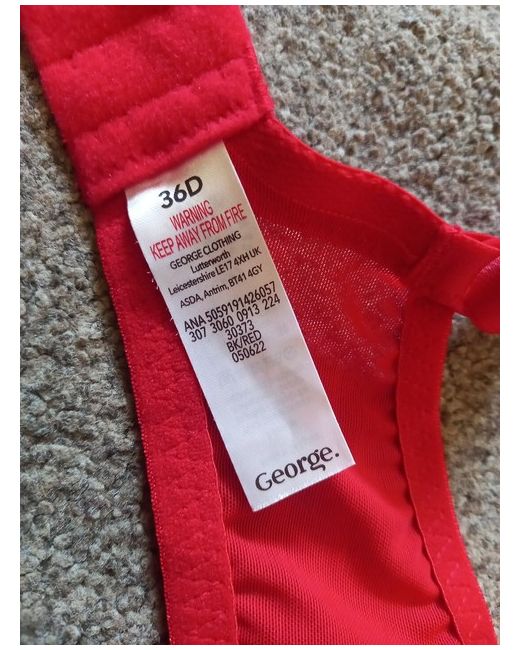 36D
WARNING
KEEP AWAY FROM FIRE
GEORGE CLOTHING
Lutterworth
Leicestershire LE17 4XH UK
ASDA, Antrim, BT41 4GY
ANA 5059191426057
307 3060 0913 224
30373
BK/RED
050622
George.